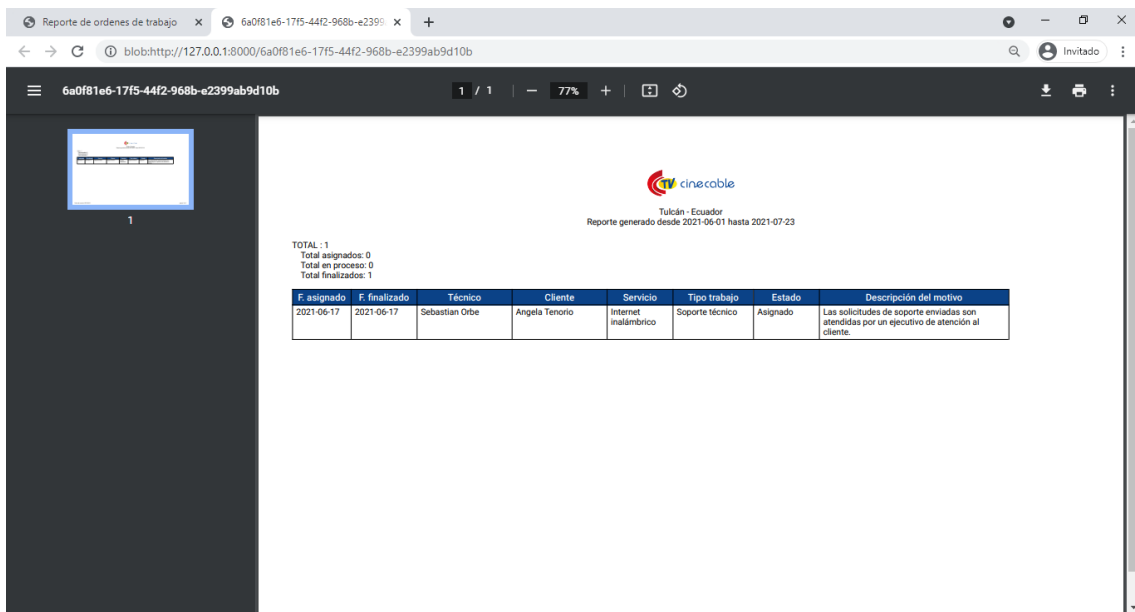 Reporte de ordenes de trabajo
6a0f81e6-17f5-44f2-968b-e2399
blob:http://127.0.0.1:8000/6a0f81e6-17f5-44f2-968b-e2399ab9d10b
Invitado
6a0f81e6-17f5-44f2-968b-e2399ab9d10b
1 / 1
77%
1
TV cinecable
Tulcán - Ecuador
Reporte generado desde 2021-06-01 hasta 2021-07-23
TOTAL : 1
Total asignados: 0
Total en proceso: 0
Total finalizados: 1
F. asignado F. finalizado Técnico Cliente Servicio Tipo trabajo Estado Descripción del motivo
2021-06-17 2021-06-17 Sebastian Orbe Angela Tenorio Internet Soporte técnico Asignado Las solicitudes de soporte enviadas son
inalámbrico atendidas por un ejecutivo de atención al
cliente.